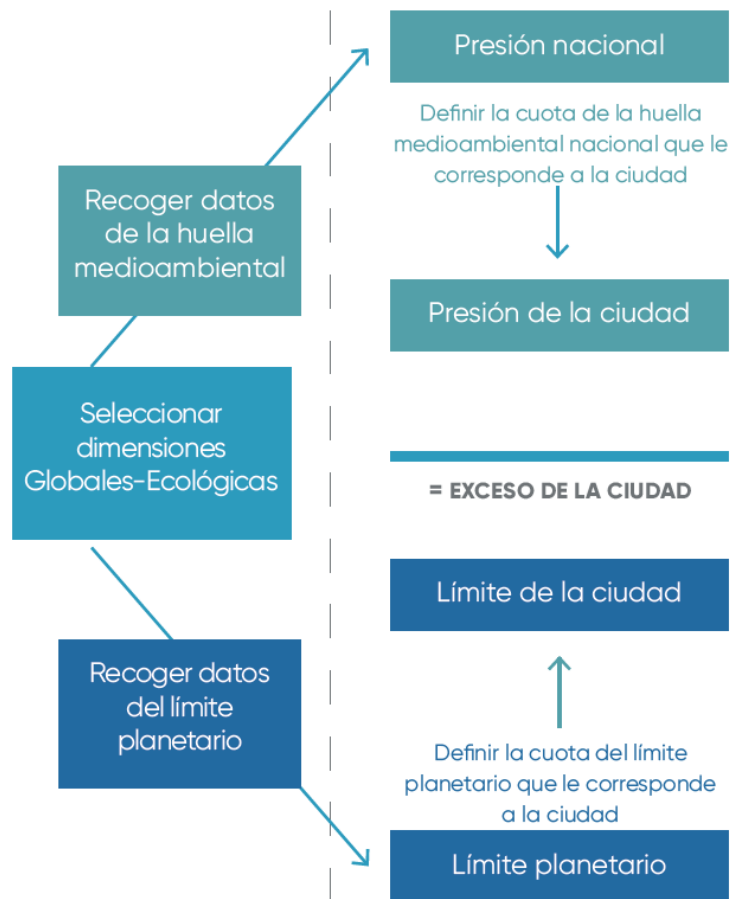 Presión nacional
Definir la cuota de la huella
medioambiental nacional que le
corresponde a la ciudad
Recoger datos
de la huella
medioambiental
Presión de la ciudad
Seleccionar
dimensiones
Globales-Ecológicas
= EXCESO DE LA CIUDAD
Límite de la ciudad
Recoger datos
del límite
planetario
Definir la cuota del límite
planetario que le corresponde
a la ciudad
Límite planetario